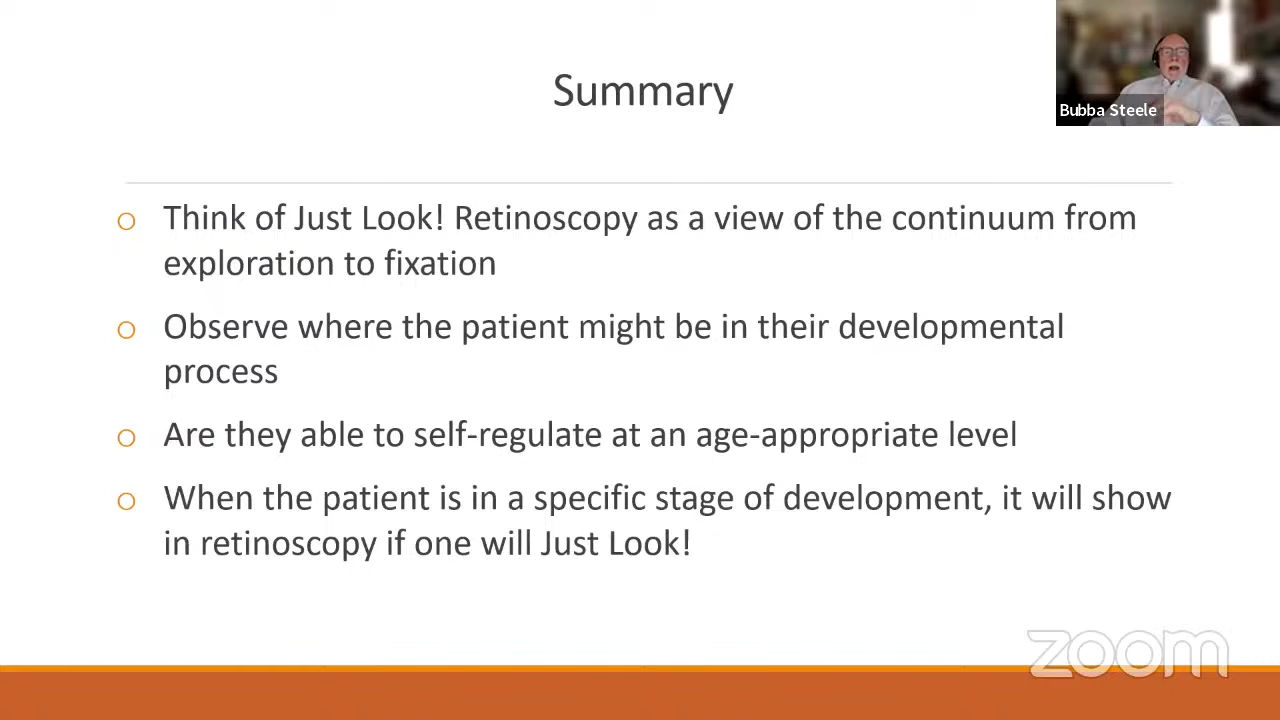 Summary
Bubba Steele
o Think of Just Look! Retinoscopy as a view of the continuum from
exploration to fixation
o Observe where the patient might be in their developmental
process
o Are they able to self-regulate at an age-appropriate level
o When the patient is in a specific stage of development, it will show
in retinoscopy if one will Just Look!
zoom